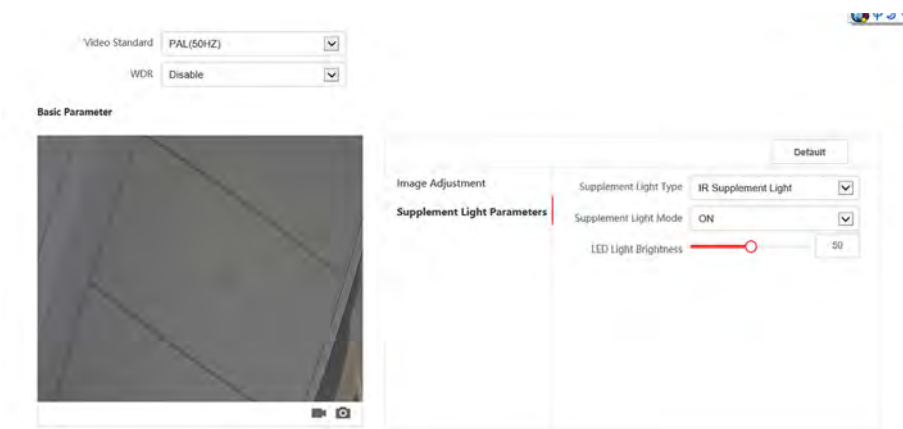 Video Standard PAL(50HZ)
WDR Disable
Basic Parameter
Default
Image Adjustment
Supplement Light Type IR Supplement Light
Supplement Light Parameters
Supplement Light Mode ON
LED Light Brightness 50